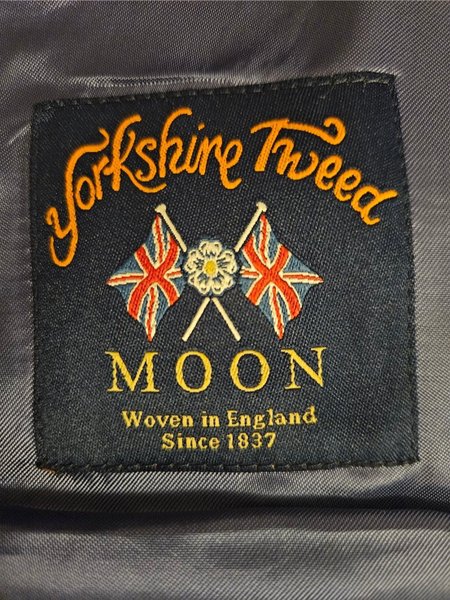 Yorkshire Tweed
MOON
Woven in England
Since 1837